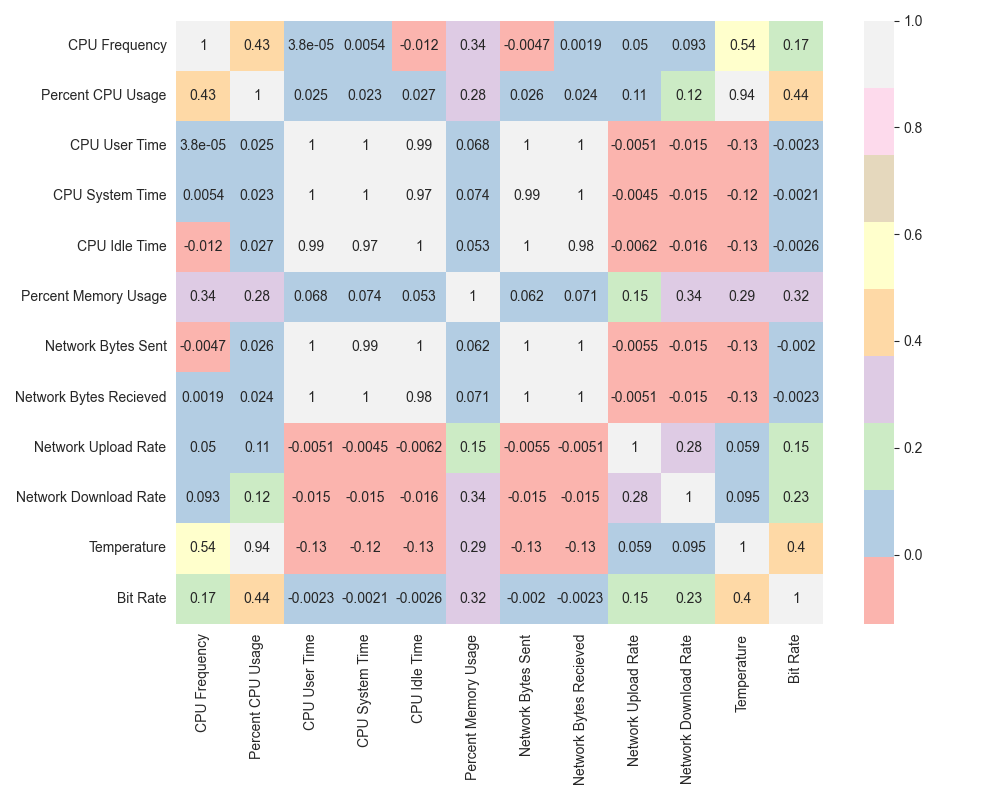 CPU Frequency 1 0.43 3.8e-05 0.0054 -0.012 0.34 -0.0047 0.0019 0.05 0.093 0.54 0.17 1.0
Percent CPU Usage 0.43 1 0.025 0.023 0.027 0.28 0.026 0.024 0.11 0.12 0.94 0.44
0.8
CPU User Time 3.8e-05 0.025 1 1 0.99 0.068 1 1 -0.0051 -0.015 -0.13 -0.0023
CPU System Time 0.0054 0.023 1 1 0.97 0.074 0.99 1 -0.0045 -0.015 -0.12 -0.0021
0.6
CPU Idle Time -0.012 0.027 0.99 0.97 1 0.053 1 0.98 -0.0062 -0.016 -0.13 -0.0026
Percent Memory Usage 0.34 0.28 0.068 0.074 0.053 1 0.062 0.071 0.15 0.34 0.29 0.32
0.4
Network Bytes Sent -0.0047 0.026 1 0.99 1 0.062 1 1 -0.0055 -0.015 -0.13 -0.002
Network Bytes Recieved 0.0019 0.024 1 1 0.98 0.071 1 1 -0.0051 -0.015 -0.13 -0.0023
Network Upload Rate 0.05 0.11 -0.0051 -0.0045 -0.0062 0.15 -0.0055 -0.0051 1 0.28 0.059 0.15
0.2
Network Download Rate 0.093 0.12 -0.015 -0.015 -0.016 0.34 -0.015 -0.015 0.28 1 0.095 0.23
Temperature 0.54 0.94 -0.13 -0.12 -0.13 0.29 -0.13 -0.13 0.059 0.095 1 0.4
0.0
Bit Rate 0.17 0.44 -0.0023 -0.0021 -0.0026 0.32 -0.002 -0.0023 0.15 0.23 0.4 1
CPU Frequency
Percent CPU Usage
CPU User Time
CPU System Time
CPU Idle Time
Percent Memory Usage
Network Bytes Sent
Network Bytes Recieved
Network Upload Rate
Network Download Rate
Temperature
Bit Rate